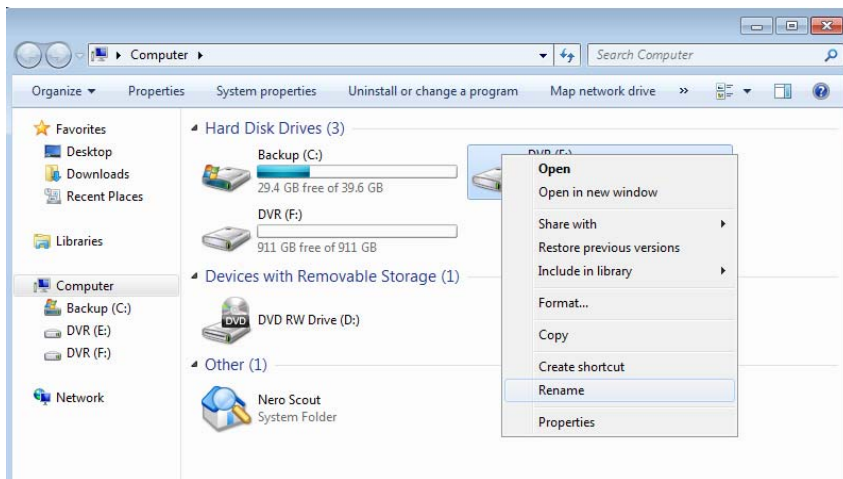 Computer
Search Computer
Organize
Properties
System properties
Uninstall or change a program
Map network drive
»
Favorites
Desktop
Downloads
Recent Places
Libraries
Computer
Backup (C:)
DVR (E:)
DVR (F:)
Network
Hard Disk Drives (3)
Backup (C:)
29.4 GB free of 39.6 GB
DVR (F:)
911 GB free of 911 GB
Devices with Removable Storage (1)
DVD
DVD RW Drive (D:)
Other (1)
Nero Scout
System Folder
Open
Open in new window
Share with
Restore previous versions
Include in library
Format...
Copy
Create shortcut
Rename
Properties